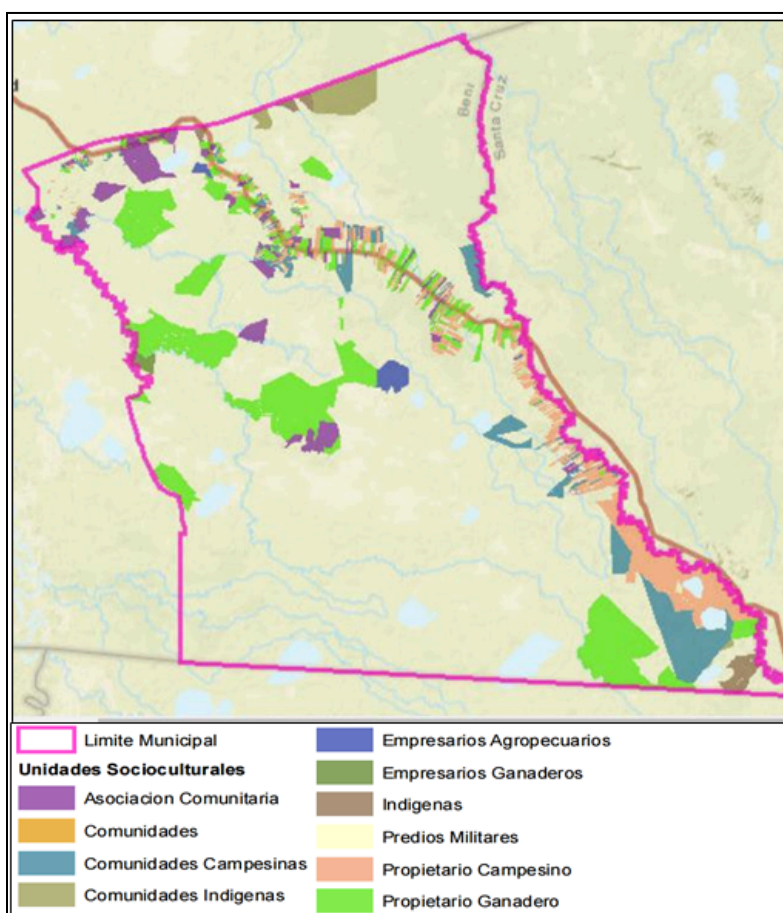 d
Beni
Santa Cruz
Limite Municipal
Unidades Socioculturales
Asociacion Comunitaria
Comunidades
Comunidades Campesinas
Comunidades Indigenas
Empresarios Agropecuarios
Empresarios Ganaderos
Indigenas
Predios Militares
Propietario Campesino
Propietario Ganadero